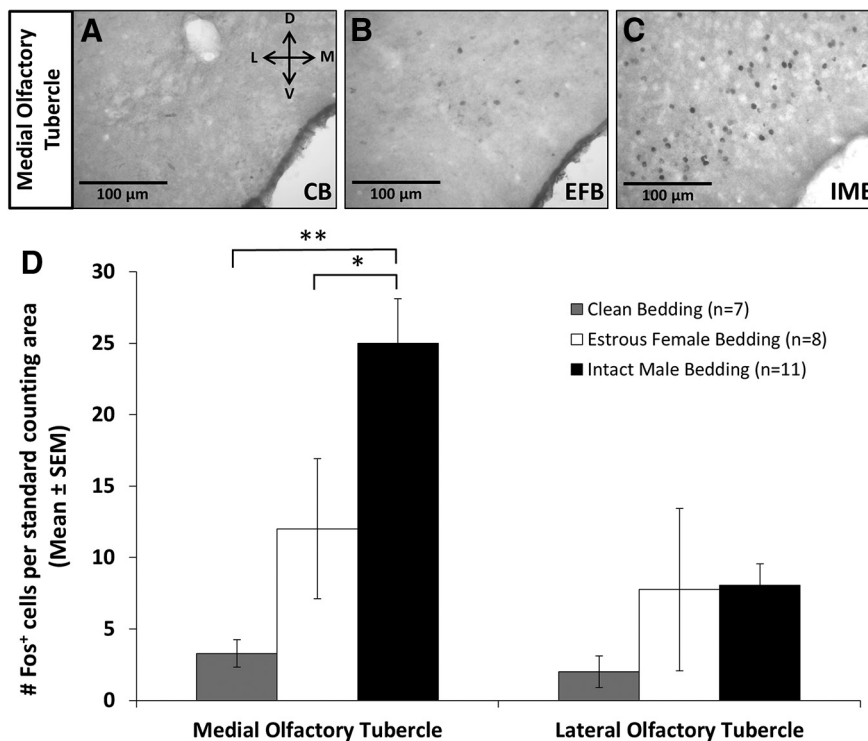 Medial Olfactory
Tubercle
A
D
L
M
V
100 µm
CB
B
100 µm
EFB
C
100 µm
IMB
D
**
*
# Fos⁺ cells per standard counting area
(Mean ± SEM)
30
25
20
15
10
5
0
Clean Bedding (n=7)
Estrous Female Bedding (n=8)
Intact Male Bedding (n=11)
Medial Olfactory Tubercle
Lateral Olfactory Tubercle